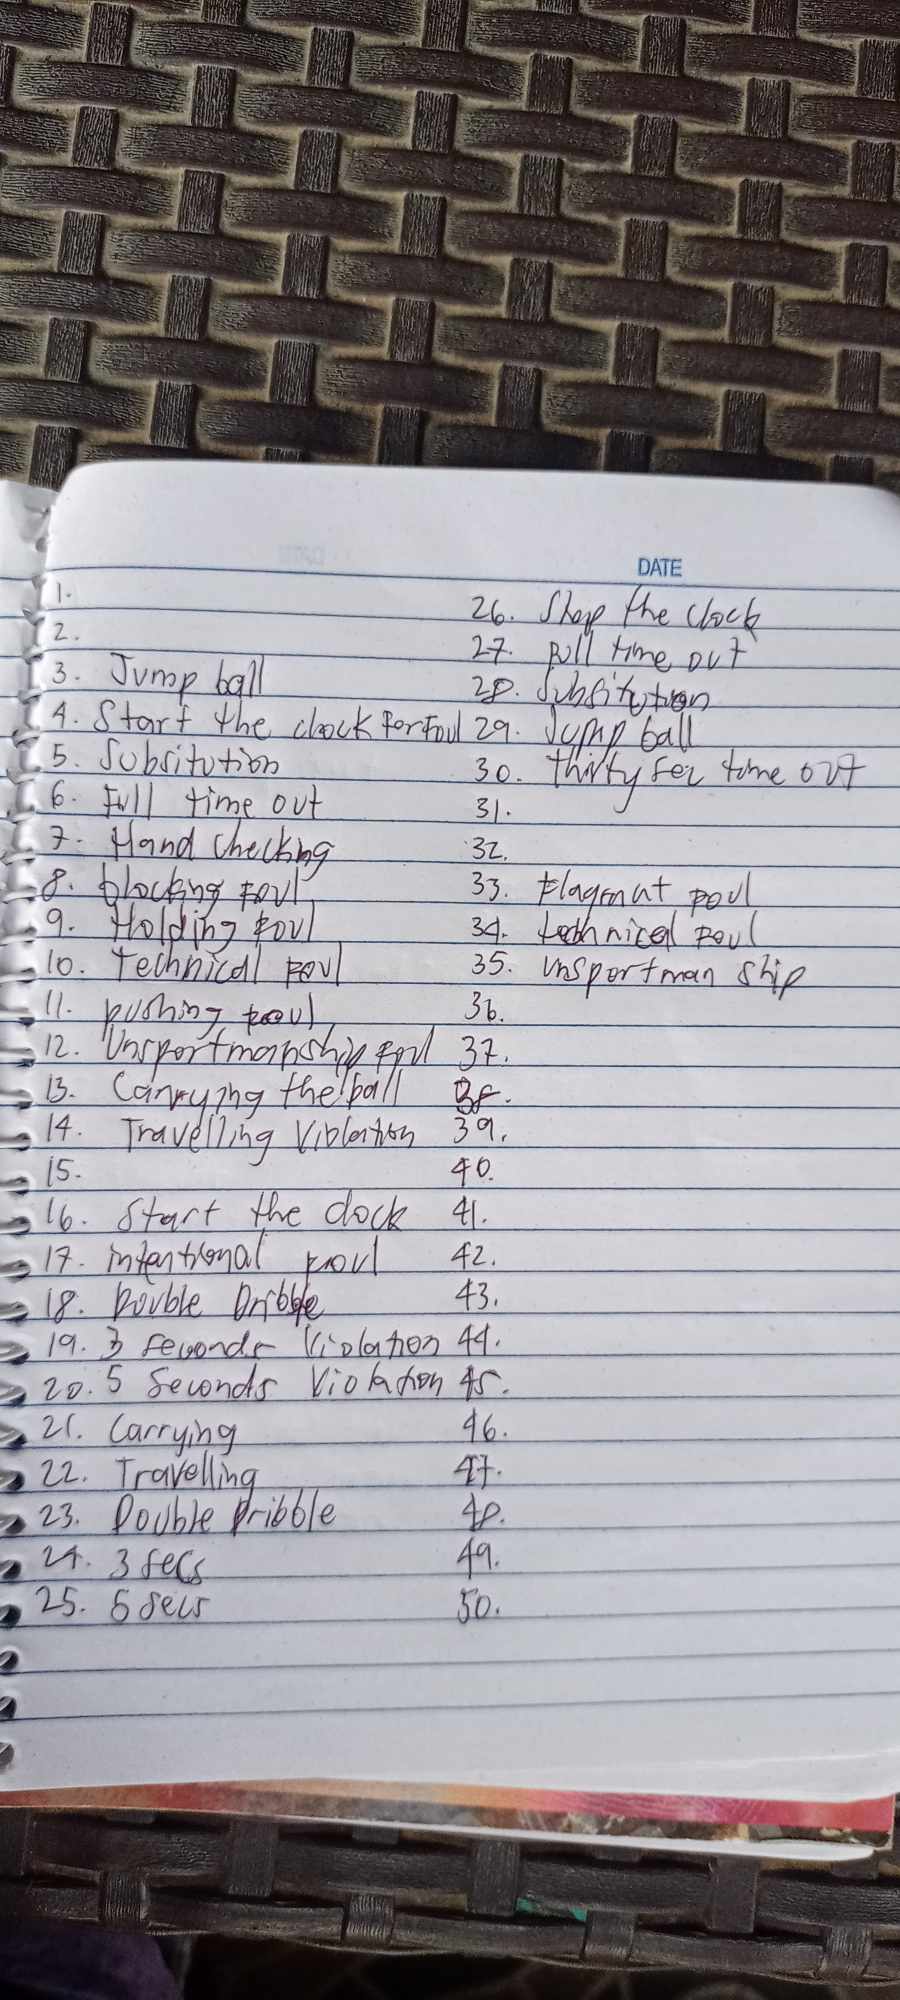 DATE
1.
2.
3. Jump ball
4. Start the clock for Foul
5. Subsitution
6. Full time out
7. Hand checking
8. blocking foul
9. Holding foul
10. technical foul
11. pushing foul
12. Unsportmanship foul
13. Carrying the ball
14. Travelling Violation
15.
16. Start the clock
17. intentional foul
18. Double Dribble
19. 3 seconds Violation
20. 5 Seconds Violation
21. Carrying
22. Travelling
23. Double Dribble
24. 3 secs
25. 5 secs
26. Stop the clock
27. full time out
28. Subsitution
29. Jump ball
30. thirty sec time out
31.
32.
33. flagrant foul
34. technical foul
35. unsportman ship
36.
37.
38.
39.
40.
41.
42.
43.
44.
45.
46.
47.
48.
49.
50.